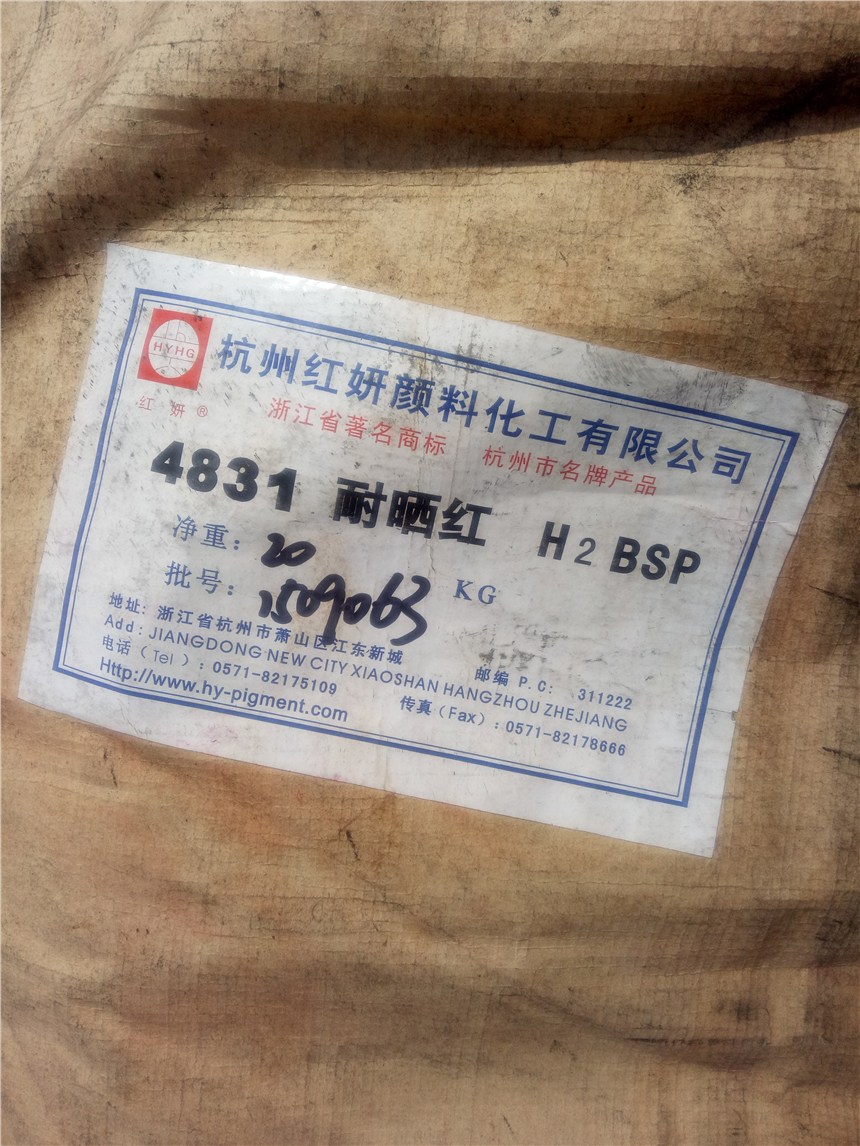 HYHG
杭州红妍颜料化工有限公司
红 妍 ®
浙江省著名商标 杭州市名牌产品
4831 耐晒红 H2BSP
净重: 20 KG
批号: 1509063
地址: 浙江省杭州市萧山区江东新城 邮编 P.C: 311222
Add: JIANGDONG NEW CITY XIAOSHAN HANGZHOU ZHEJIANG
电话 (Tel): 0571-82175109 传真 (Fax): 0571-82178666
Http://www.hy-pigment.com